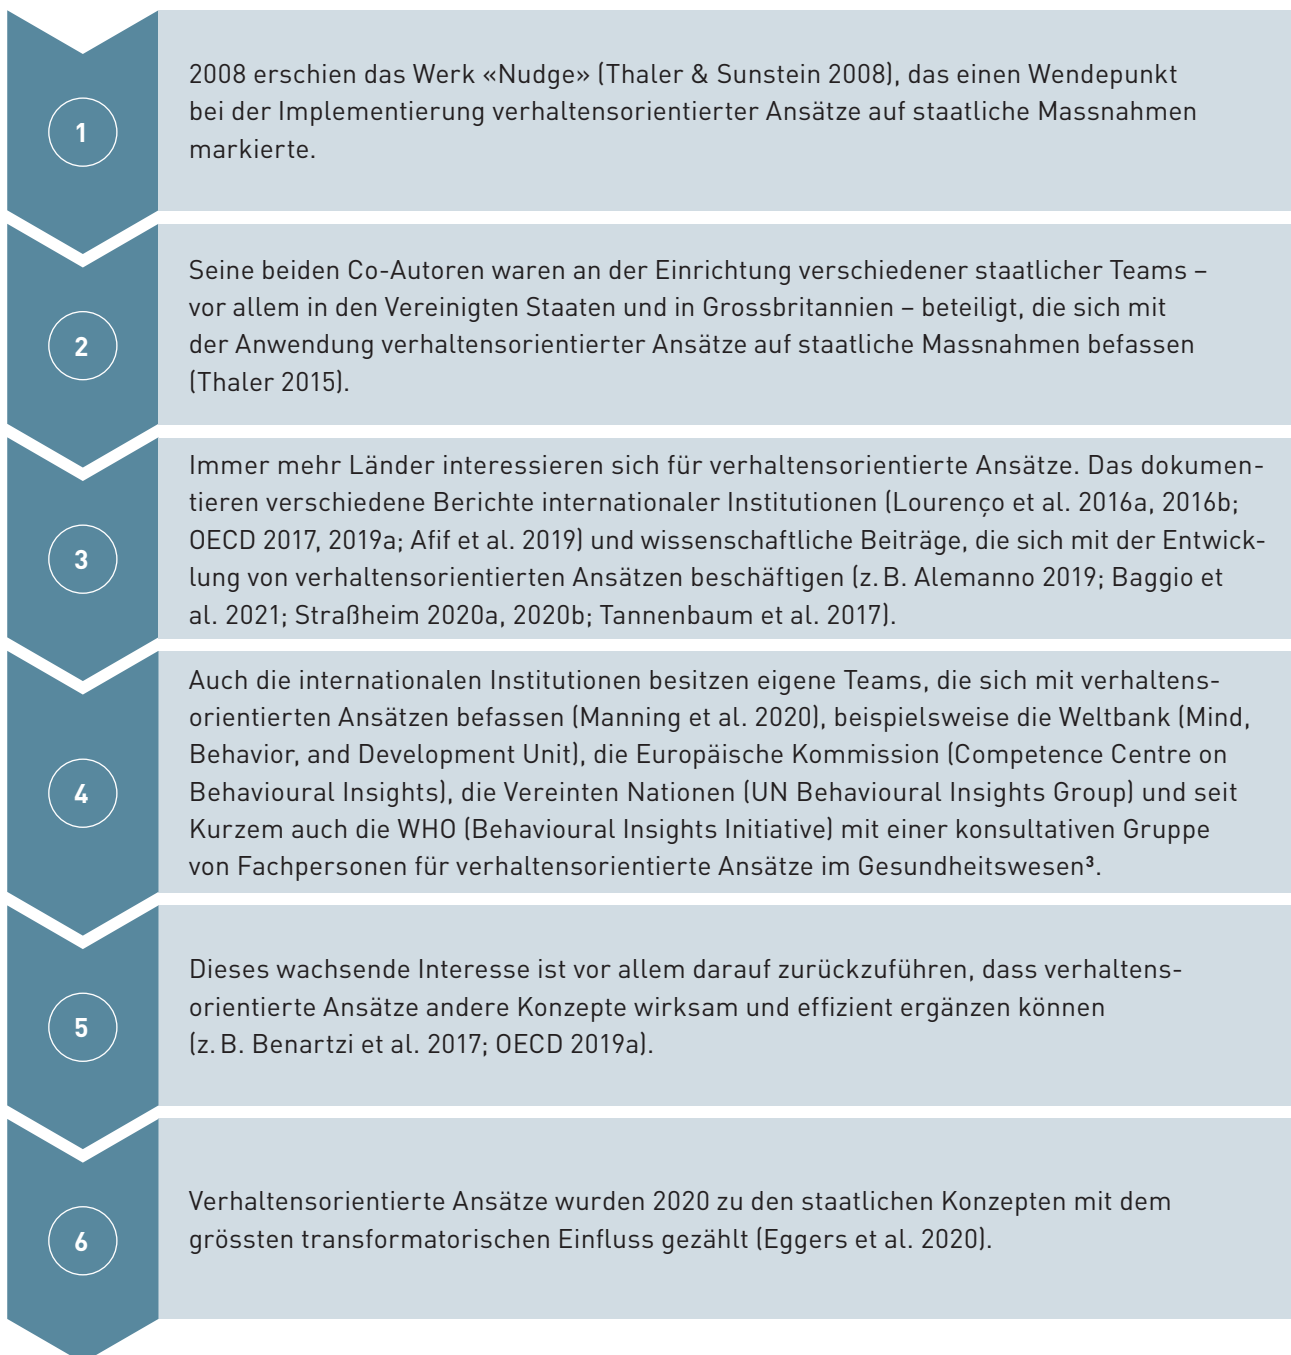 1
2008 erschien das Werk «Nudge» (Thaler & Sunstein 2008), das einen Wendepunkt
bei der Implementierung verhaltensorientierter Ansätze auf staatliche Massnahmen
markierte.
2
Seine beiden Co-Autoren waren an der Einrichtung verschiedener staatlicher Teams –
vor allem in den Vereinigten Staaten und in Grossbritannien – beteiligt, die sich mit
der Anwendung verhaltensorientierter Ansätze auf staatliche Massnahmen befassen
(Thaler 2015).
3
Immer mehr Länder interessieren sich für verhaltensorientierte Ansätze. Das dokumen-
tieren verschiedene Berichte internationaler Institutionen (Lourenço et al. 2016a, 2016b;
OECD 2017, 2019a; Afif et al. 2019) und wissenschaftliche Beiträge, die sich mit der Entwick-
lung von verhaltensorientierten Ansätzen beschäftigen (z. B. Alemanno 2019; Baggio et
al. 2021; Straßheim 2020a, 2020b; Tannenbaum et al. 2017).
4
Auch die internationalen Institutionen besitzen eigene Teams, die sich mit verhaltens-
orientierten Ansätzen befassen (Manning et al. 2020), beispielsweise die Weltbank (Mind,
Behavior, and Development Unit), die Europäische Kommission (Competence Centre on
Behavioural Insights), die Vereinten Nationen (UN Behavioural Insights Group) und seit
Kurzem auch die WHO (Behavioural Insights Initiative) mit einer konsultativen Gruppe
von Fachpersonen für verhaltensorientierte Ansätze im Gesundheitswesen³.
5
Dieses wachsende Interesse ist vor allem darauf zurückzuführen, dass verhaltens-
orientierte Ansätze andere Konzepte wirksam und effizient ergänzen können
(z. B. Benartzi et al. 2017; OECD 2019a).
6
Verhaltensorientierte Ansätze wurden 2020 zu den staatlichen Konzepten mit dem
grössten transformatorischen Einfluss gezählt (Eggers et al. 2020).